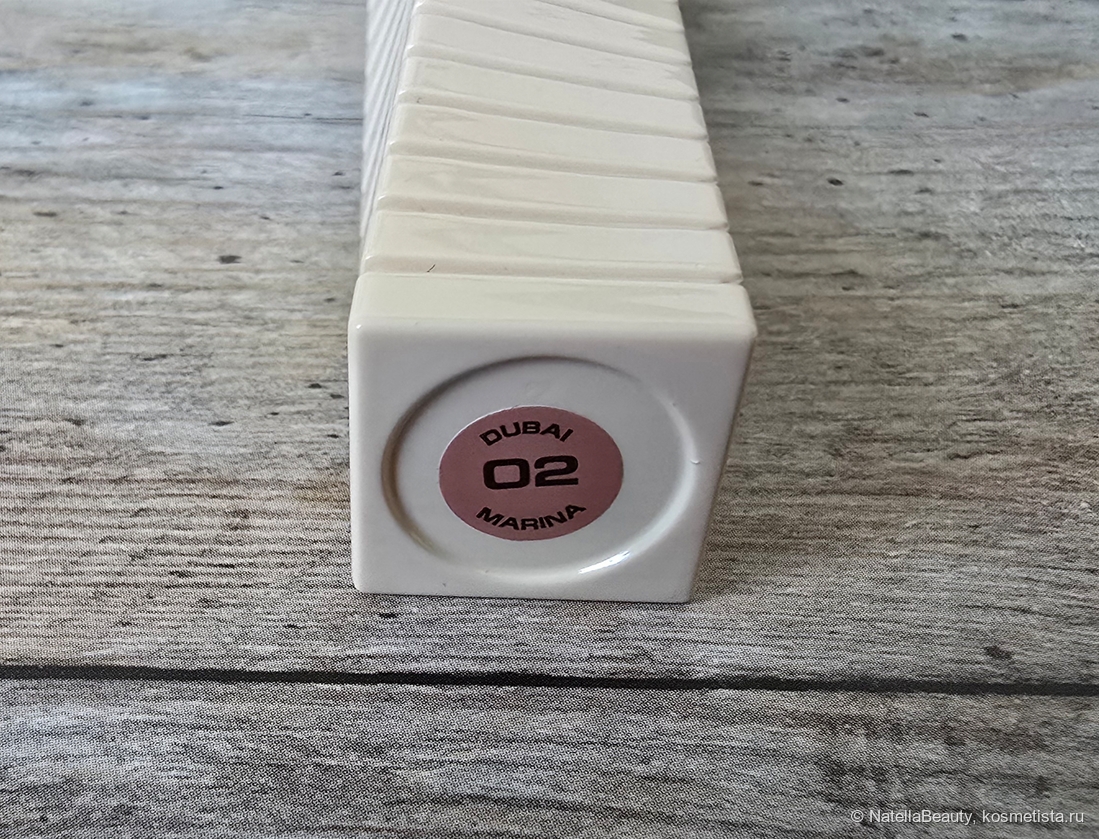 DUBAI
02
MARINA
© NatellaBeauty, kosmetista.ru